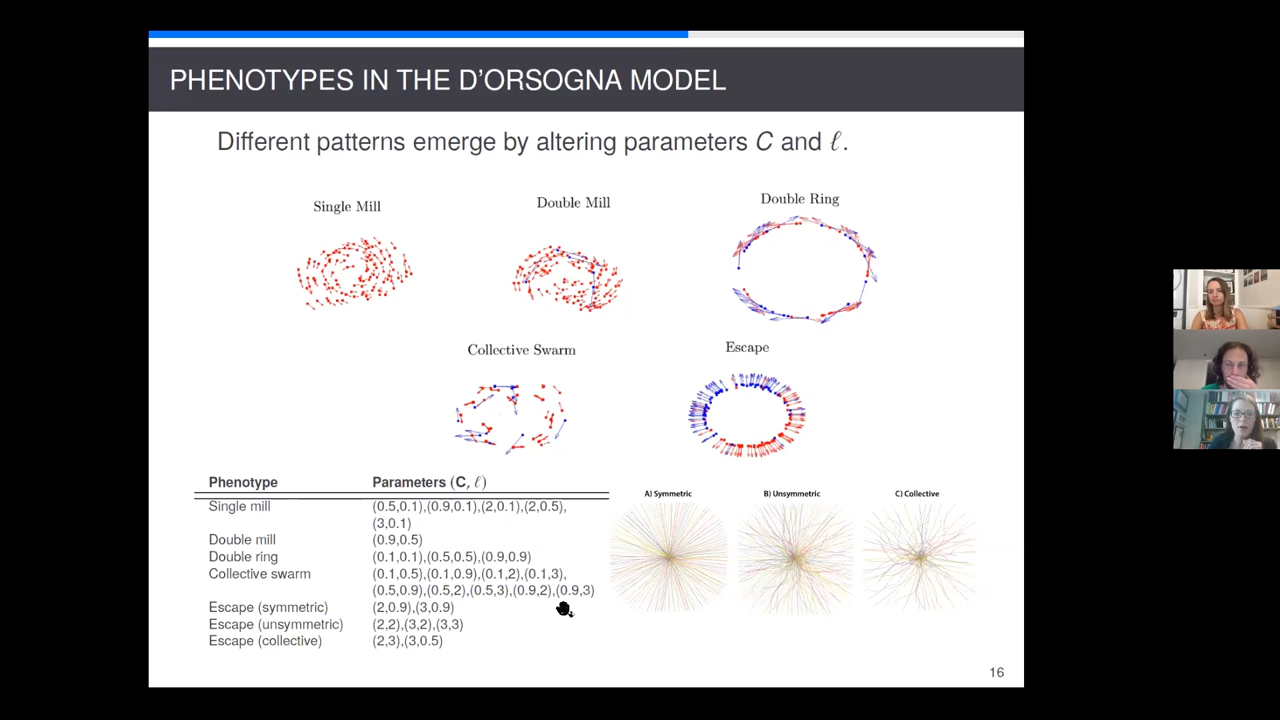 PHENOTYPES IN THE D'ORSOGNA MODEL
Different patterns emerge by altering parameters C and ℓ.
Single Mill
Double Mill
Double Ring
Collective Swarm
Escape
Phenotype Parameters (C, ℓ)
Single mill (0.5,0.1),(0.9,0.1),(2,0.1),(2,0.5),
(3,0.1)
Double mill (0.9,0.5)
Double ring (0.1,0.1),(0.5,0.5),(0.9,0.9)
Collective swarm (0.1,0.5),(0.1,0.9),(0.1,2),(0.1,3),
(0.5,0.9),(0.5,2),(0.5,3),(0.9,2),(0.9,3)
Escape (symmetric) (2,0.9),(3,0.9)
Escape (unsymmetric) (2,2),(3,2),(3,3)
Escape (collective) (2,3),(3,0.5)
A) Symmetric
B) Unsymmetric
C) Collective
16